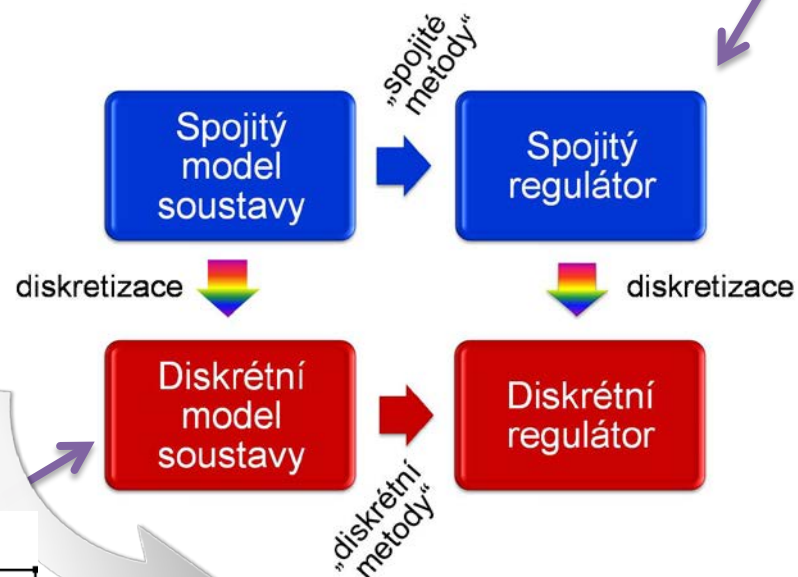 „spojité
metody“
Spojitý
model
soustavy
Spojitý
regulátor
diskretizace
diskretizace
Diskrétní
model
soustavy
Diskrétní
regulátor
„diskrétní
metody“